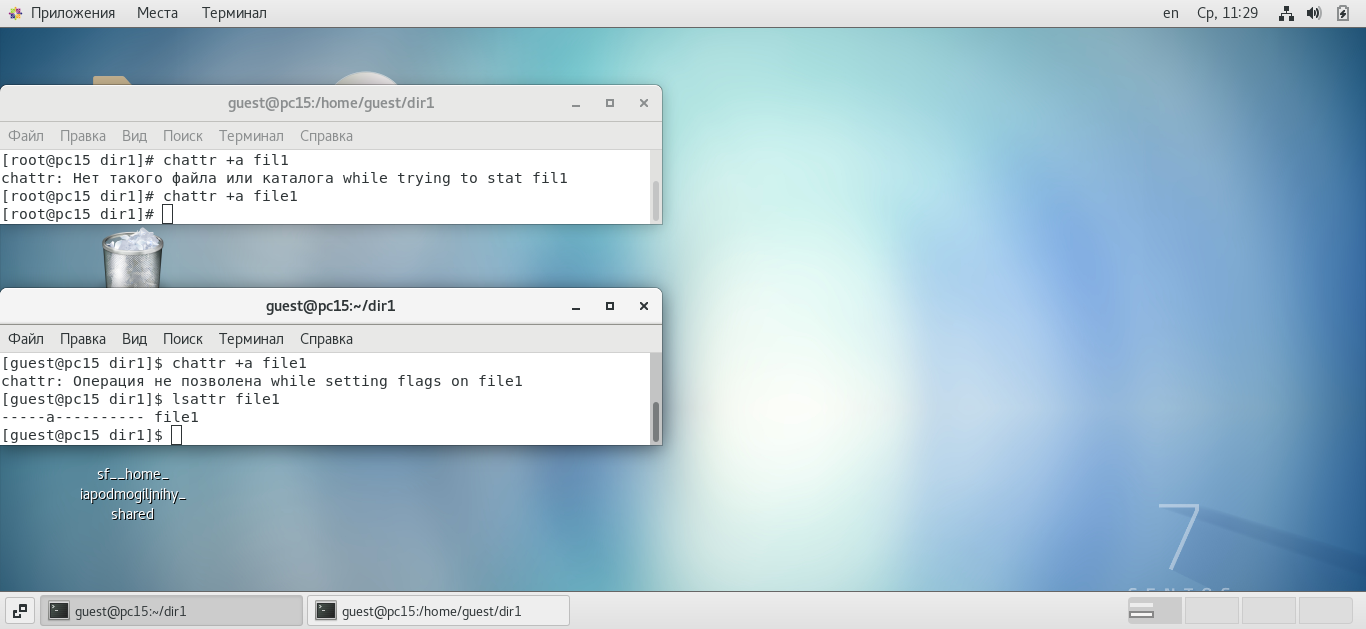 Приложения Места Терминал en Ср, 11:29
guest@pc15:/home/guest/dir1
Файл Правка Вид Поиск Терминал Справка
[root@pc15 dir1]# chattr +a fil1
chattr: Нет такого файла или каталога while trying to stat fil1
[root@pc15 dir1]# chattr +a file1
[root@pc15 dir1]#
guest@pc15:~/dir1
Файл Правка Вид Поиск Терминал Справка
[guest@pc15 dir1]$ chattr +a file1
chattr: Операция не позволена while setting flags on file1
[guest@pc15 dir1]$ lsattr file1
-----a---------- file1
[guest@pc15 dir1]$
sf__home_
iapodmogiljnihy_
shared
7
CENTOS
guest@pc15:~/dir1 guest@pc15:/home/guest/dir1